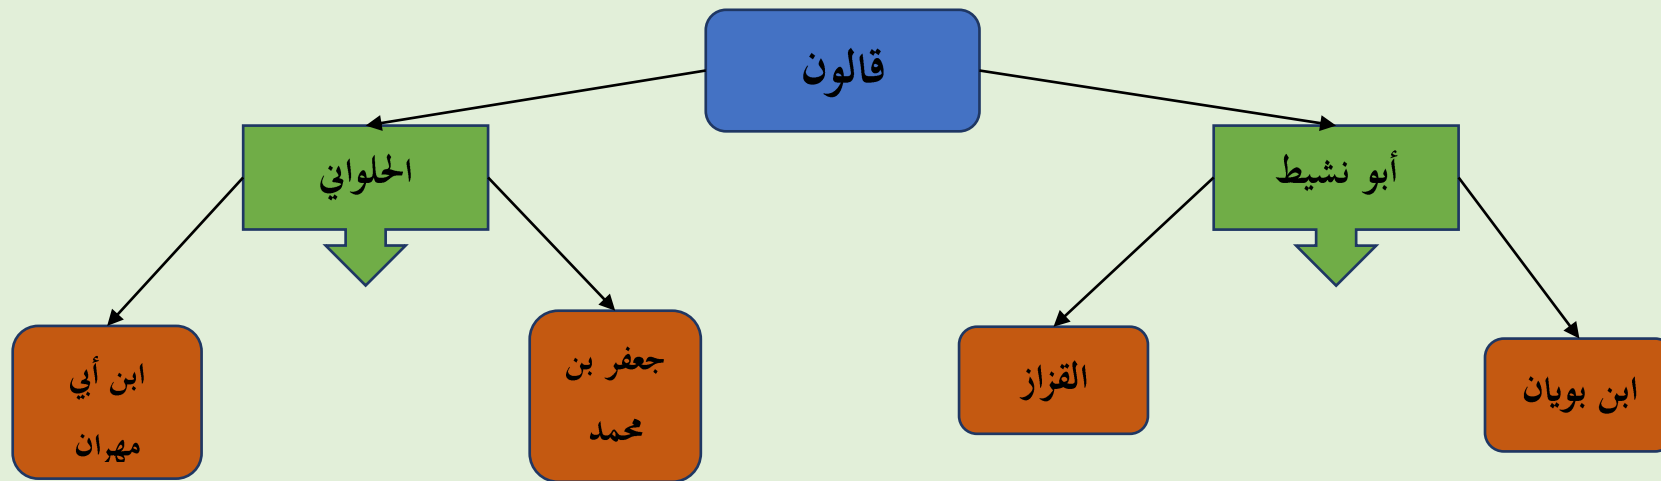 قالون
أبو نشيط
الحلواني
ابن بويان
القزاز
جعفر بن
محمد
ابن أبي
مهران